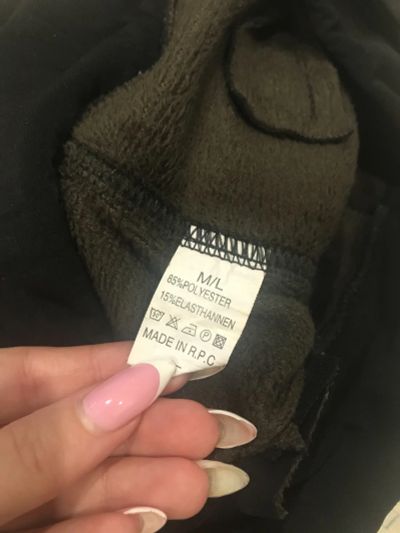 M/L
85%POLYESTER
15%ELASTHANNEN
MADE IN R.P.C